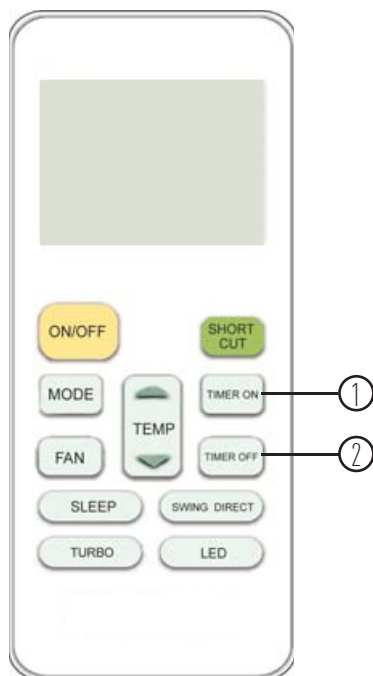 ON/OFF
SHORT
CUT
MODE
TEMP
TIMER ON
1
FAN
TIMER OFF
2
SLEEP
SWING DIRECT
TURBO
LED